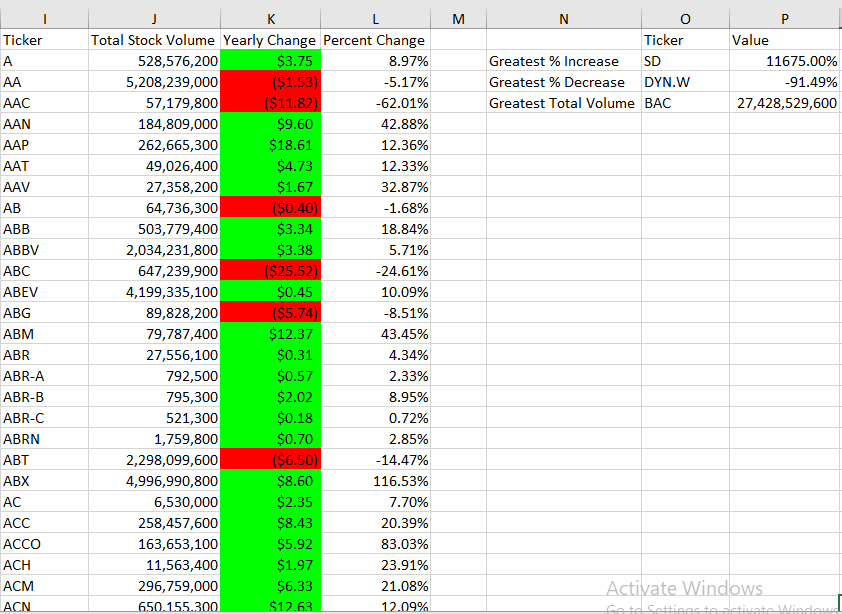 I J K L M N O P
Ticker Total Stock Volume Yearly Change Percent Change Ticker Value
A 528,576,200 $3.75 8.97% Greatest % Increase SD 11675.00%
AA 5,208,239,000 ($1.53) -5.17% Greatest % Decrease DYN.W -91.49%
AAC 57,179,800 ($11.82) -62.01% Greatest Total Volume BAC 27,428,529,600
AAN 184,809,000 $9.60 42.88%
AAP 262,665,300 $18.61 12.36%
AAT 49,026,400 $4.73 12.33%
AAV 27,358,200 $1.67 32.87%
AB 64,736,300 ($0.40) -1.68%
ABB 503,779,400 $3.34 18.84%
ABBV 2,034,231,800 $3.38 5.71%
ABC 647,239,900 ($25.52) -24.61%
ABEV 4,199,335,100 $0.45 10.09%
ABG 89,828,200 ($5.74) -8.51%
ABM 79,787,400 $12.37 43.45%
ABR 27,556,100 $0.31 4.34%
ABR-A 792,500 $0.57 2.33%
ABR-B 795,300 $2.02 8.95%
ABR-C 521,300 $0.18 0.72%
ABRN 1,759,800 $0.70 2.85%
ABT 2,298,099,600 ($6.50) -14.47%
ABX 4,996,990,800 $8.60 116.53%
AC 6,530,000 $2.35 7.70%
ACC 258,457,600 $8.43 20.39%
ACCO 163,653,100 $5.92 83.03%
ACH 11,563,400 $1.97 23.91%
ACM 296,759,000 $6.33 21.08%
Activate Windows
ACN 650,155,300 $12.63 12.09%
Go to Settings to activate Windows